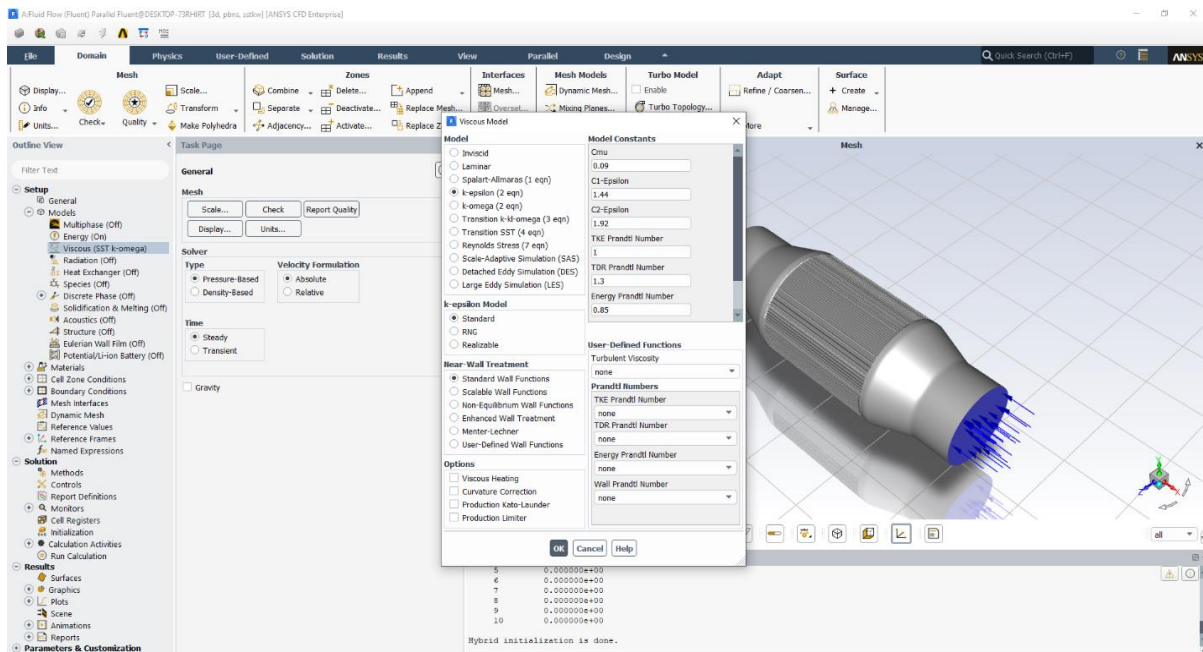 A:Fluid Flow (Fluent) Parallel Fluent@DESKTOP-73RHIRT [3d, pbns, sstkw] [ANSYS CFD Enterprise]
File Domain Physics User-Defined Solution Results View Parallel Design Quick Search (Ctrl+F) ANSYS
Mesh Zones Interfaces Mesh Models Turbo Model Adapt Surface
Display... Scale... Combine Delete... Append Mesh... Dynamic Mesh... Enable Refine / Coarsen... + Create
Info Transform Separate Deactivate... Replace Mesh... Overset... Mixing Planes... Turbo Topology... Manage...
Units... Check Quality Make Polyhedra Adjacency... Activate... Replace Z More
Outline View
Filter Text
Setup
General
Models
Multiphase (Off)
Energy (On)
Viscous (SST k-omega)
Radiation (Off)
Heat Exchanger (Off)
Species (Off)
Discrete Phase (Off)
Solidification & Melting (Off)
Acoustics (Off)
Structure (Off)
Eulerian Wall Film (Off)
Potential/Li-ion Battery (Off)
Materials
Cell Zone Conditions
Boundary Conditions
Mesh Interfaces
Dynamic Mesh
Reference Values
Reference Frames
Named Expressions
Solution
Methods
Controls
Report Definitions
Monitors
Cell Registers
Initialization
Calculation Activities
Run Calculation
Results
Surfaces
Graphics
Plots
Scene
Animations
Reports
Parameters & Customization
Task Page
General
Mesh
Scale... Check Report Quality
Display... Units...
Solver
Type Velocity Formulation
Pressure-Based Absolute
Density-Based Relative
Time
Steady
Transient
Gravity
Viscous Model
Model
Inviscid
Laminar
Spalart-Allmaras (1 eqn)
k-epsilon (2 eqn)
k-omega (2 eqn)
Transition k-kl-omega (3 eqn)
Transition SST (4 eqn)
Reynolds Stress (7 eqn)
Scale-Adaptive Simulation (SAS)
Detached Eddy Simulation (DES)
Large Eddy Simulation (LES)
k-epsilon Model
Standard
RNG
Realizable
Near-Wall Treatment
Standard Wall Functions
Scalable Wall Functions
Non-Equilibrium Wall Functions
Enhanced Wall Treatment
Menter-Lechner
User-Defined Wall Functions
Options
Viscous Heating
Curvature Correction
Production Kato-Launder
Production Limiter
Model Constants
Cmu
0.09
C1-Epsilon
1.44
C2-Epsilon
1.92
TKE Prandtl Number
1
TDR Prandtl Number
1.3
Energy Prandtl Number
0.85
User-Defined Functions
Turbulent Viscosity
none
Prandtl Numbers
TKE Prandtl Number
none
TDR Prandtl Number
none
Energy Prandtl Number
none
Wall Prandtl Number
none
OK Cancel Help
Mesh
all
5 0.000000e+00
6 0.000000e+00
7 0.000000e+00
8 0.000000e+00
9 0.000000e+00
10 0.000000e+00
Hybrid initialization is done.